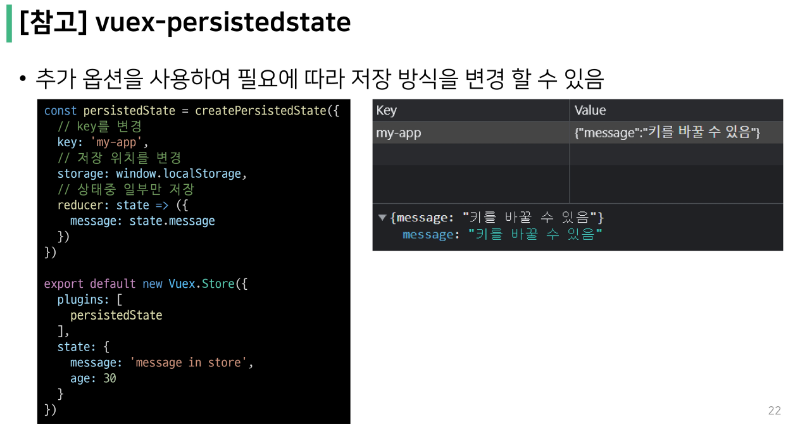 [참고] vuex-persistedstate
• 추가 옵션을 사용하여 필요에 따라 저장 방식을 변경 할 수 있음
const persistedState = createPersistedState({
  // key를 변경
  key: 'my-app',
  // 저장 위치를 변경
  storage: window.localStorage,
  // 상태중 일부만 저장
  reducer: state => ({
    message: state.message
  })
})
export default new Vuex.Store({
  plugins: [
    persistedState
  ],
  state: {
    message: 'message in store',
    age: 30
  }
})
Key Value
my-app {"message":"키를 바꿀 수 있음"}
▼{message: "키를 바꿀 수 있음"}
message: "키를 바꿀 수 있음"
22